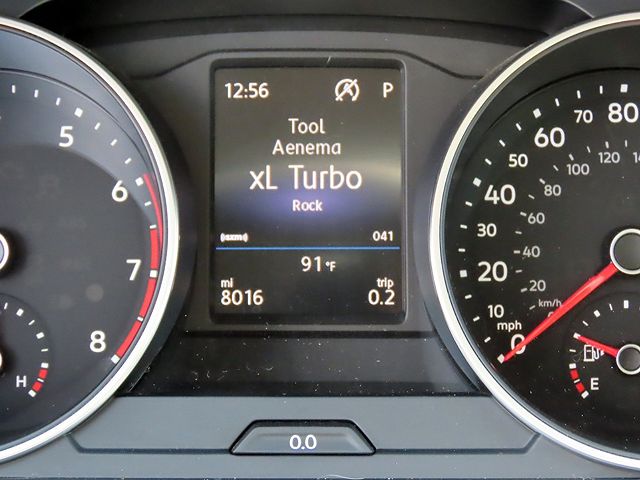 12:56 P
Tool
Aenema
xL Turbo
Rock
((sxm)) 041
91°F
mi trip
8016 0.2
5
6
7
8
H
80
70
60
50
40
30
20
10
mph
0
120
100
80
60
40
20
km/h
E
0.0